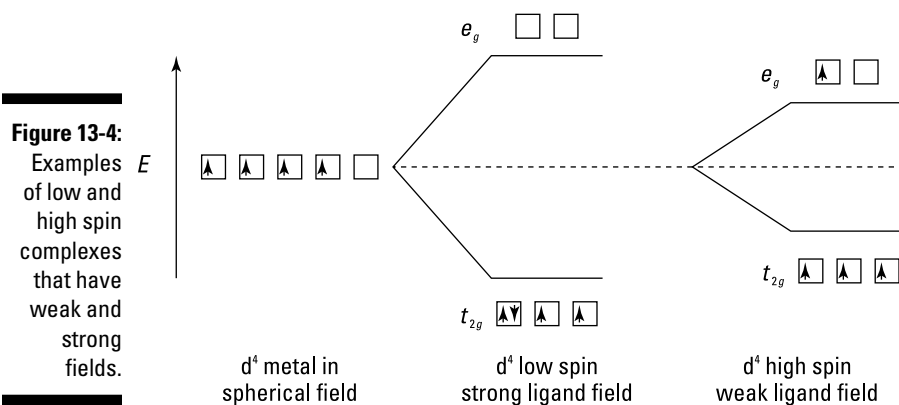 Figure 13-4:
Examples
of low and
high spin
complexes
that have
weak and
strong
fields.
E
e_g
t_2g
e_g
t_2g
d⁴ metal in
spherical field
d⁴ low spin
strong ligand field
d⁴ high spin
weak ligand field